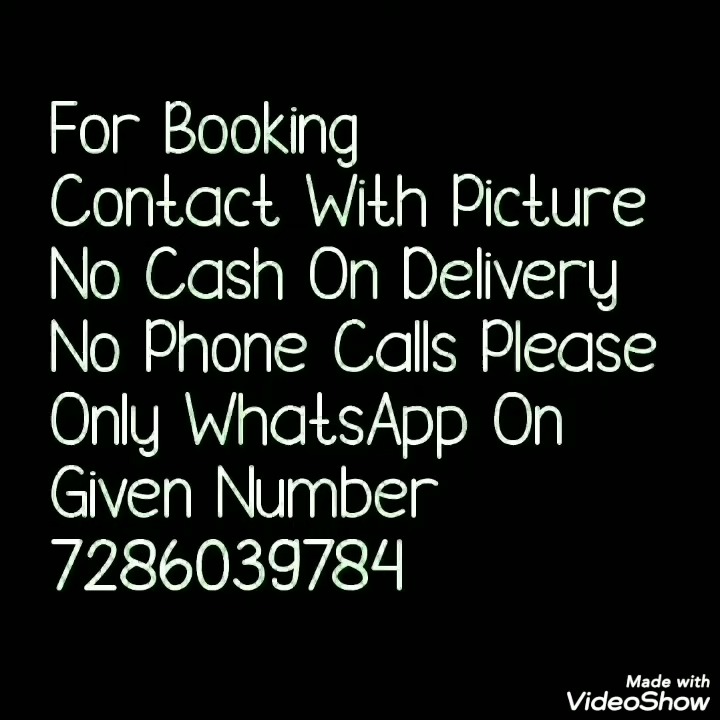 For Booking
Contact With Picture
No Cash On Delivery
No Phone Calls Please
Only WhatsApp On
Given Number
7286039784
Made with
VideoShow